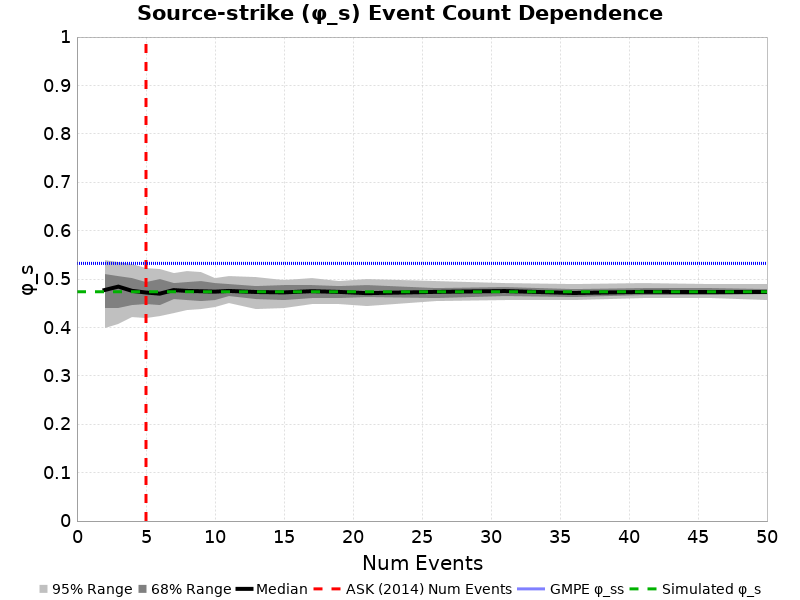 Source-strike (φ_s) Event Count Dependence
1
0.9
0.8
0.7
0.6
0.5
0.4
0.3
0.2
0.1
0
φ_s
0 5 10 15 20 25 30 35 40 45 50
Num Events
95% Range 68% Range Median ASK (2014) Num Events GMPE φ_ss Simulated φ_s